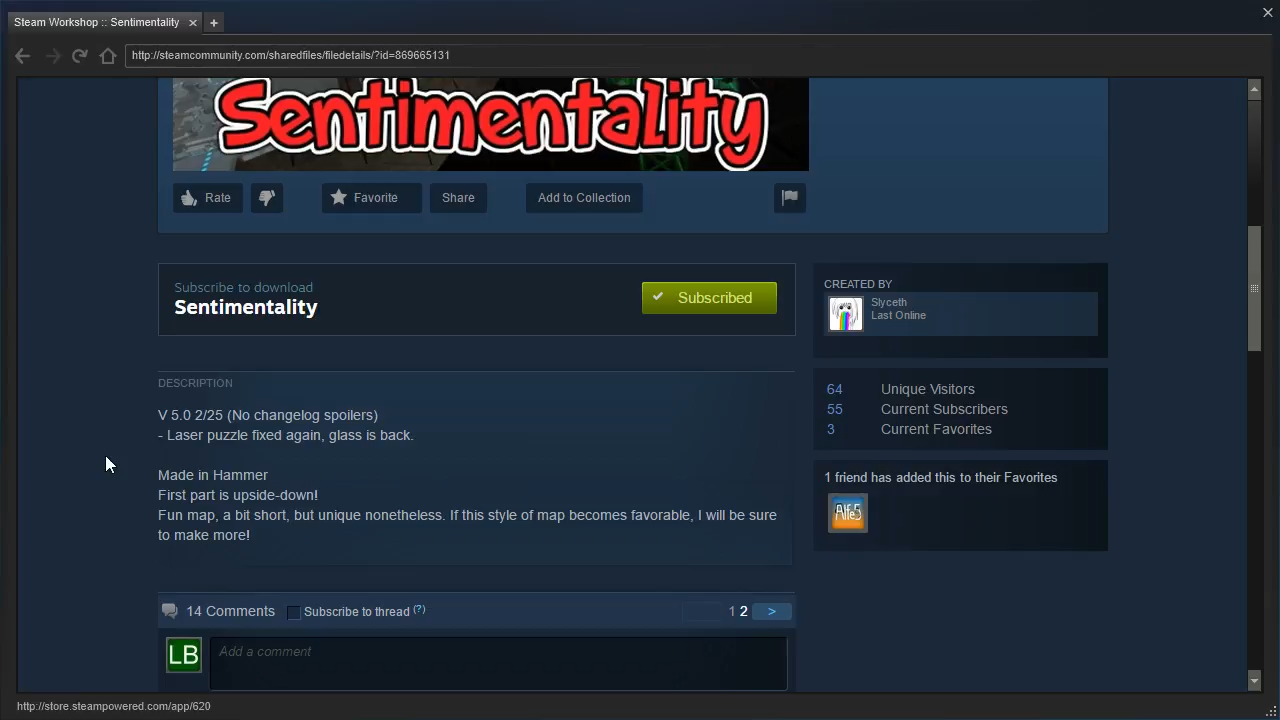 Steam Workshop :: Sentimentality
http://steamcommunity.com/sharedfiles/filedetails/?id=869665131
Sentimentality
Rate
Favorite
Share
Add to Collection
Subscribe to download
Sentimentality
Subscribed
CREATED BY
Slyceth
Last Online
64 Unique Visitors
55 Current Subscribers
3 Current Favorites
1 friend has added this to their Favorites
Alfe5
DESCRIPTION
V 5.0 2/25 (No changelog spoilers)
- Laser puzzle fixed again, glass is back.
Made in Hammer
First part is upside-down!
Fun map, a bit short, but unique nonetheless. If this style of map becomes favorable, I will be sure
to make more!
14 Comments
Subscribe to thread (?)
1 2 >
LB
Add a comment
http://store.steampowered.com/app/620